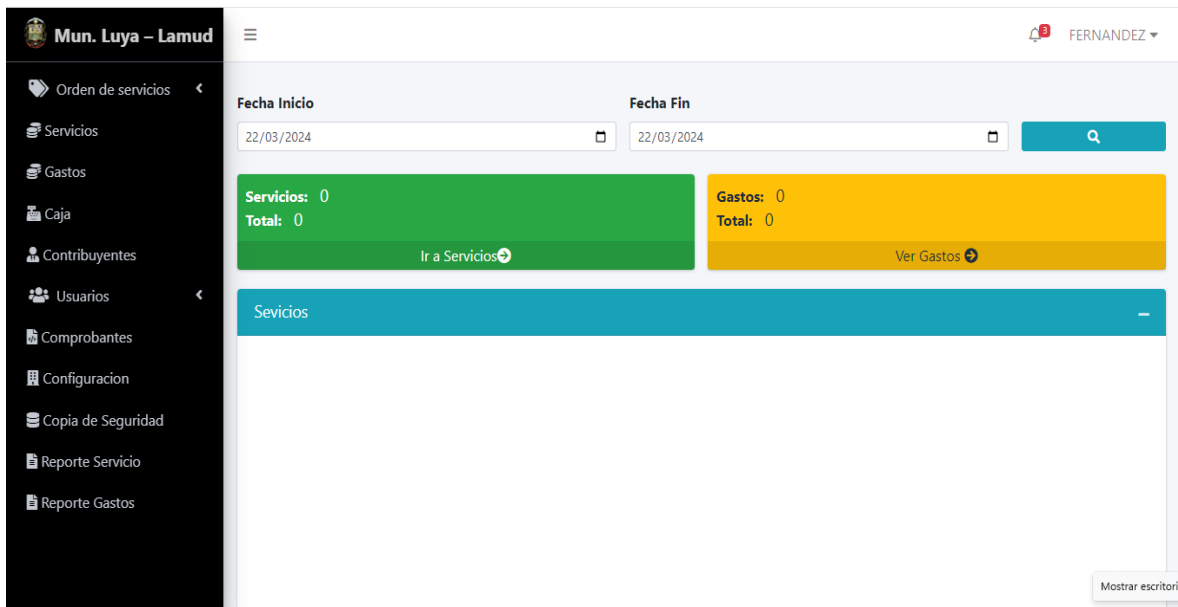 Mun. Luya – Lamud
3
FERNANDEZ
Orden de servicios
Servicios
Gastos
Caja
Contribuyentes
Usuarios
Comprobantes
Configuracion
Copia de Seguridad
Reporte Servicio
Reporte Gastos
Fecha Inicio
Fecha Fin
22/03/2024
22/03/2024
Servicios: 0
Total: 0
Ir a Servicios
Gastos: 0
Total: 0
Ver Gastos
Sevicios
Mostrar escritori